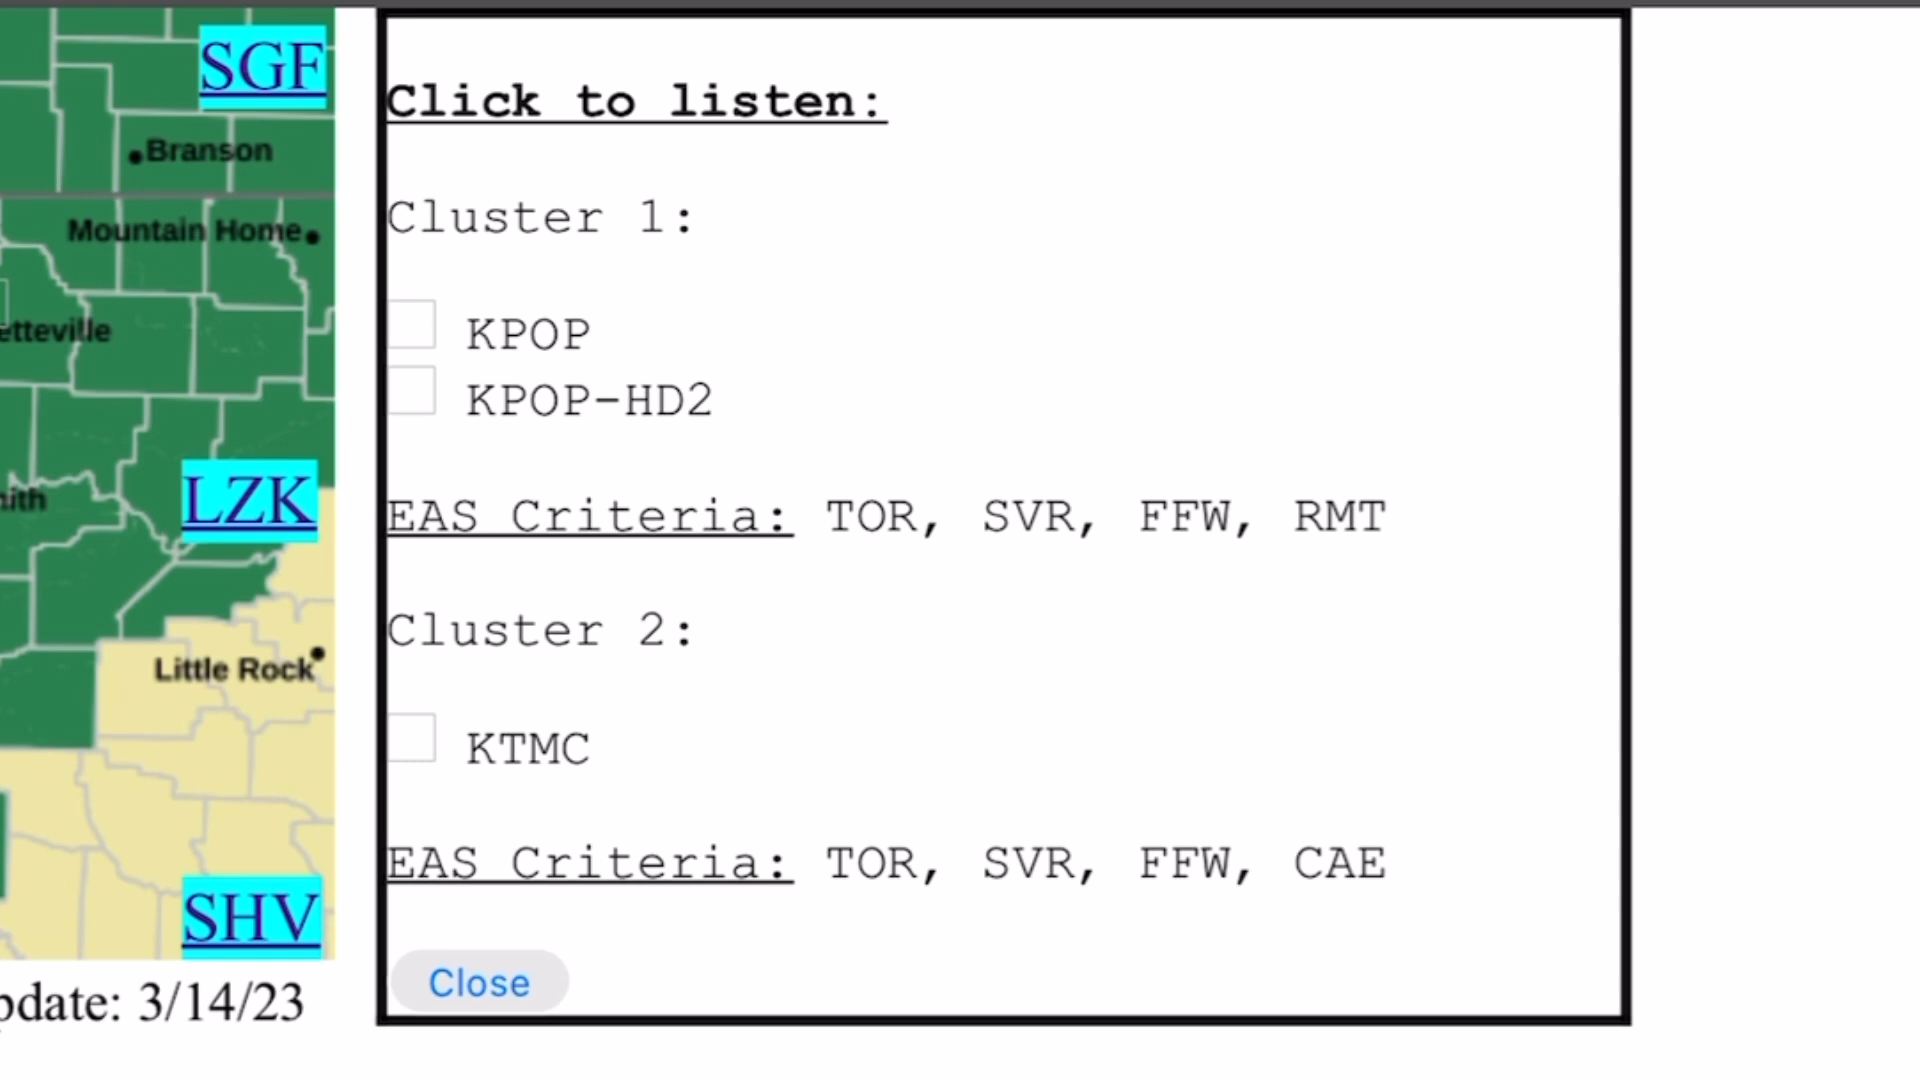 SGF
Branson
Mountain Home
etteville
LZK
Little Rock
SHV
pdate: 3/14/23
Click to listen:
Cluster 1:
KPOP
KPOP-HD2
EAS Criteria: TOR, SVR, FFW, RMT
Cluster 2:
KTMC
EAS Criteria: TOR, SVR, FFW, CAE
Close